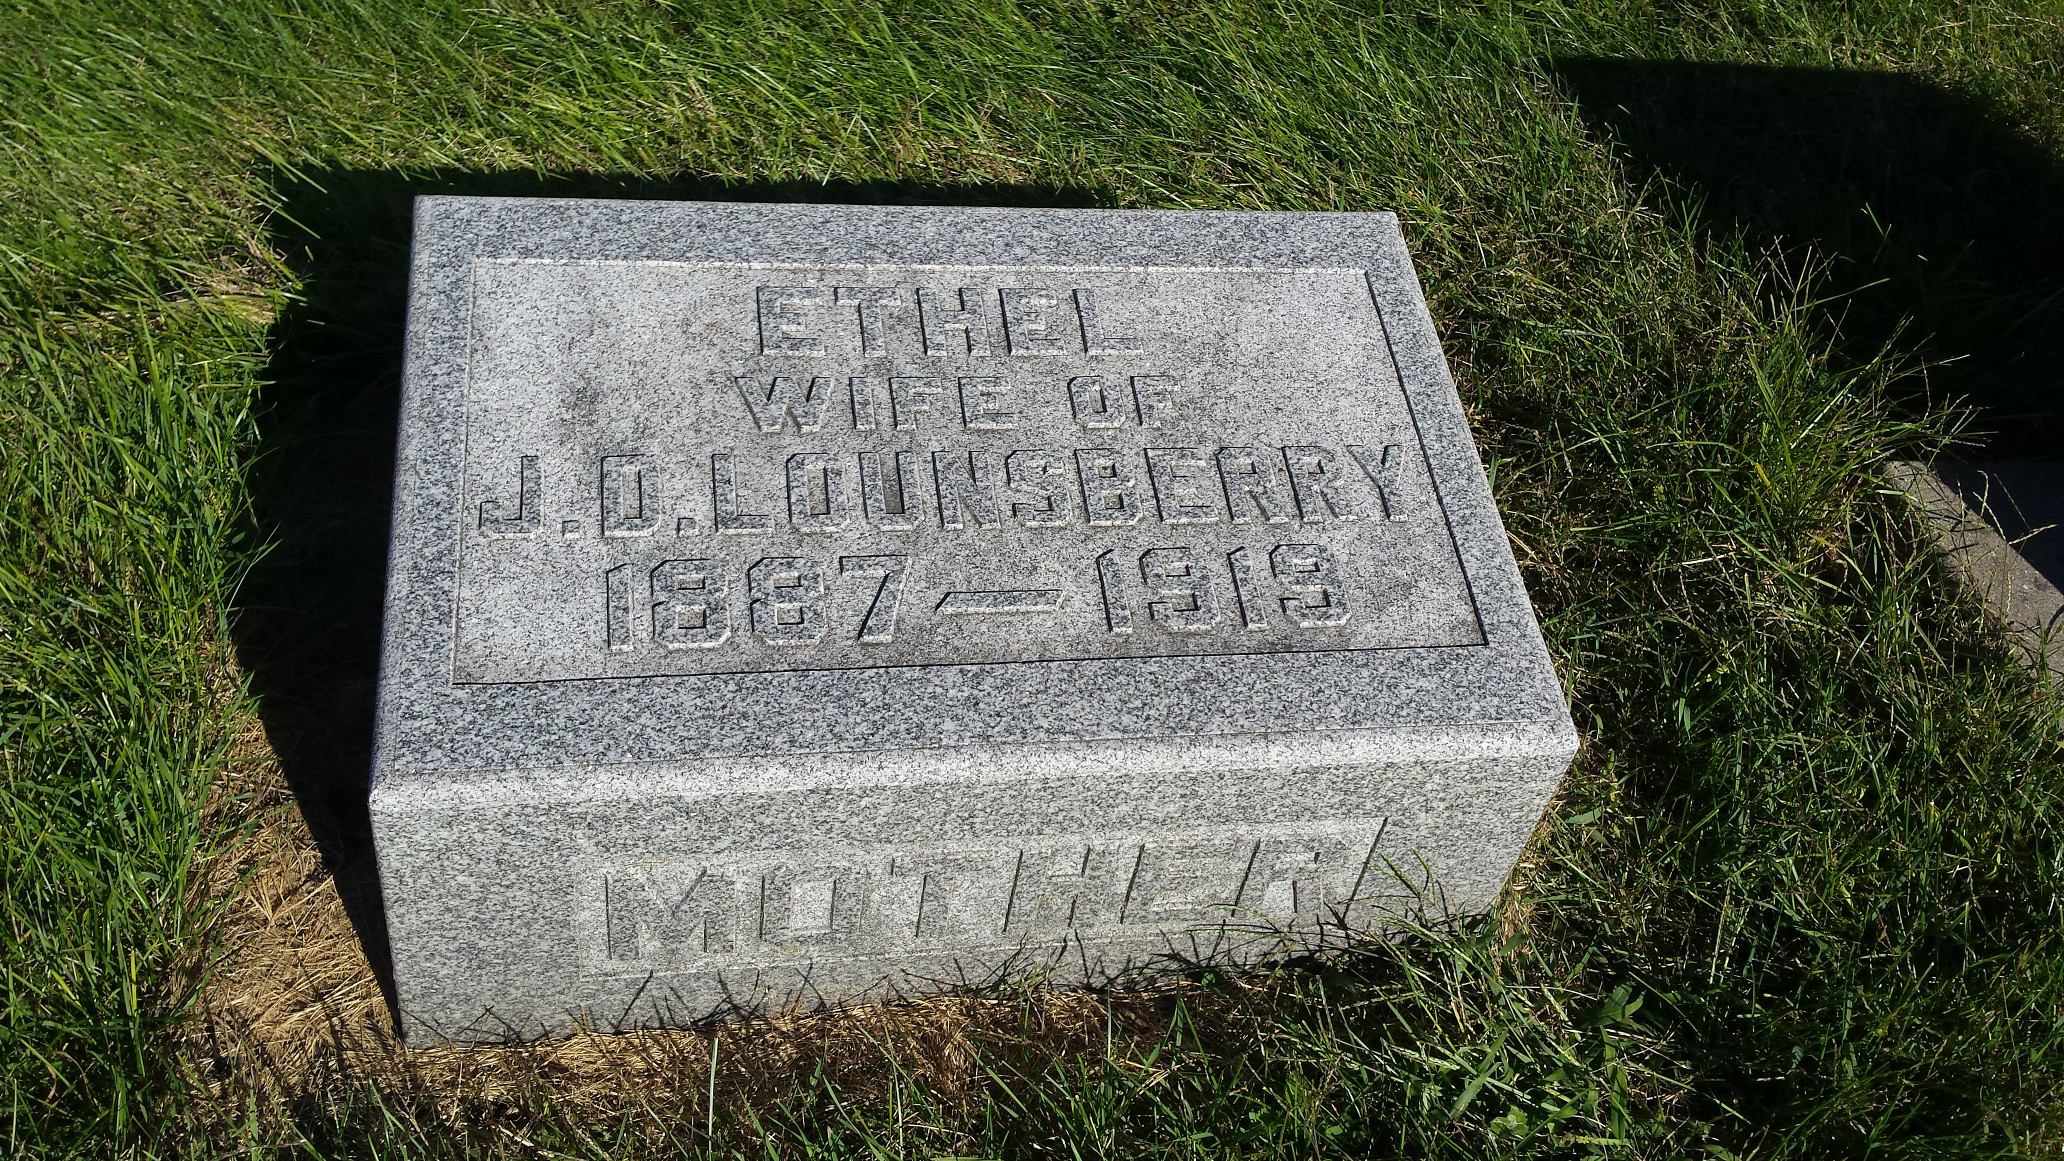 ETHEL
WIFE OF
J.D. LOUNSBERRY
1887 — 1919
MOTHER